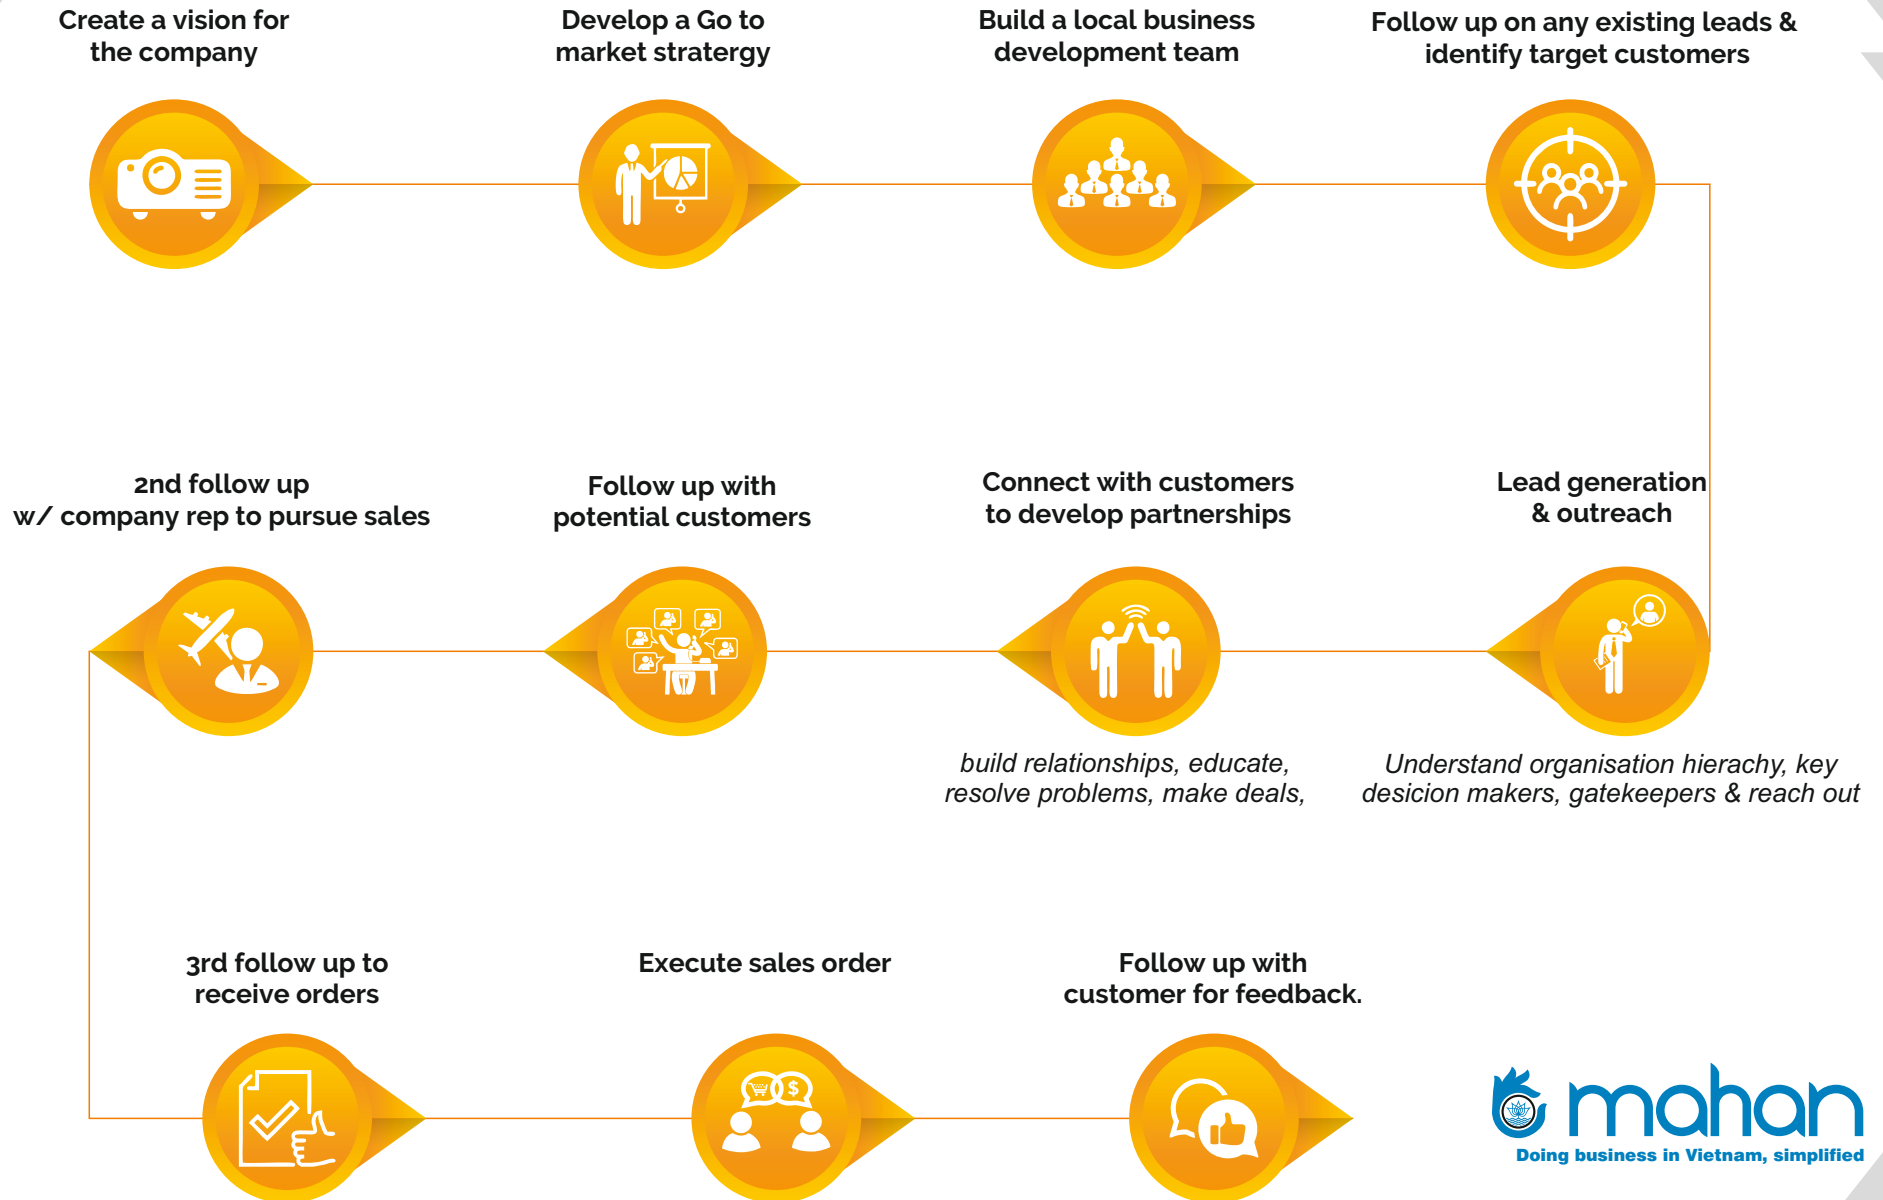 Create a vision for
the company
Develop a Go to
market stratergy
Build a local business
development team
Follow up on any existing leads &
identify target customers
Lead generation
& outreach
Understand organisation hierachy, key
desicion makers, gatekeepers & reach out
Connect with customers
to develop partnerships
build relationships, educate,
resolve problems, make deals,
Follow up with
potential customers
2nd follow up
w/ company rep to pursue sales
3rd follow up to
receive orders
Execute sales order
$
Follow up with
customer for feedback.
mahan
Doing business in Vietnam, simplified